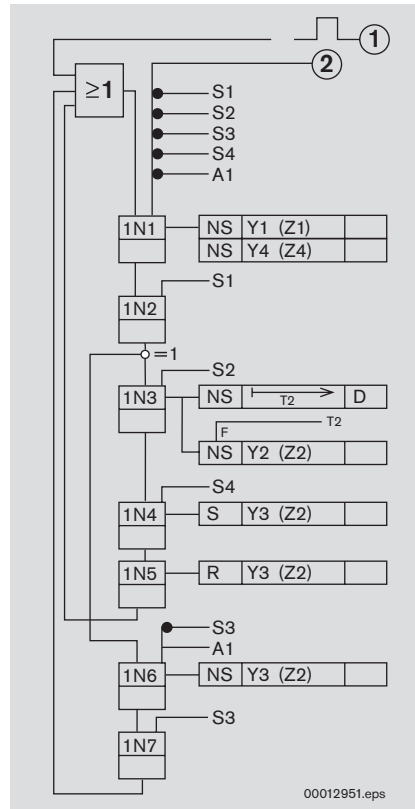 1
2
≥1
S1
S2
S3
S4
A1
1N1 NS Y1 (Z1)
NS Y4 (Z4)
S1
1N2
=1
S2
1N3 NS T2 D
F T2
NS Y2 (Z2)
S4
1N4 S Y3 (Z2)
1N5 R Y3 (Z2)
S3
A1
1N6 NS Y3 (Z2)
S3
1N7
00012951.eps